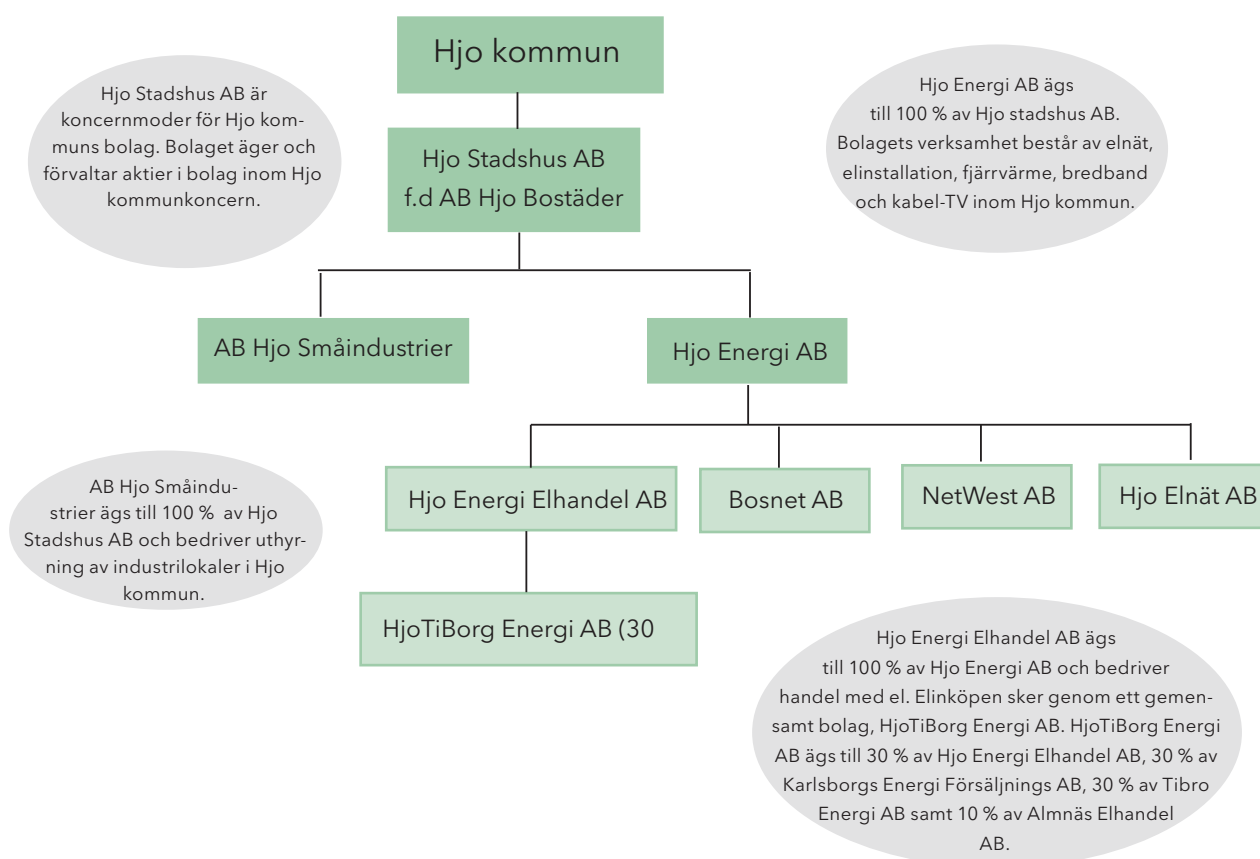 Hjo kommun
Hjo Stadshus AB är
koncernmoder för Hjo kom-
muns bolag. Bolaget äger och
förvaltar aktier i bolag inom Hjo
kommunkoncern.
Hjo Energi AB ägs
till 100 % av Hjo stadshus AB.
Bolagets verksamhet består av elnät,
elinstallation, fjärrvärme, bredband
och kabel-TV inom Hjo kommun.
Hjo Stadshus AB
f.d AB Hjo Bostäder
AB Hjo Småindustrier
Hjo Energi AB
AB Hjo Småindu-
strier ägs till 100 % av Hjo
Stadshus AB och bedriver uthyr-
ning av industrilokaler i Hjo
kommun.
Hjo Energi Elhandel AB
Bosnet AB
NetWest AB
Hjo Elnät AB
HjoTiBorg Energi AB (30
Hjo Energi Elhandel AB ägs
till 100 % av Hjo Energi AB och bedriver
handel med el. Elinköpen sker genom ett gemen-
samt bolag, HjoTiBorg Energi AB. HjoTiBorg Energi
AB ägs till 30 % av Hjo Energi Elhandel AB, 30 % av
Karlsborgs Energi Försäljnings AB, 30 % av Tibro
Energi AB samt 10 % av Almnäs Elhandel
AB.